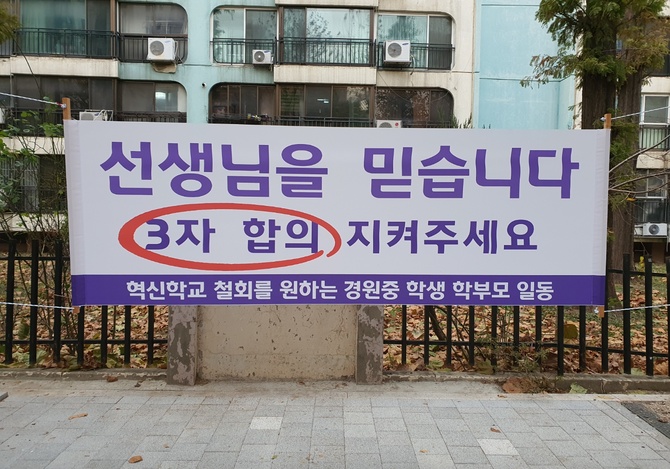 선생님을 믿습니다
3자 합의 지켜주세요
혁신학교 철회를 원하는 경원중 학생 학부모 일동